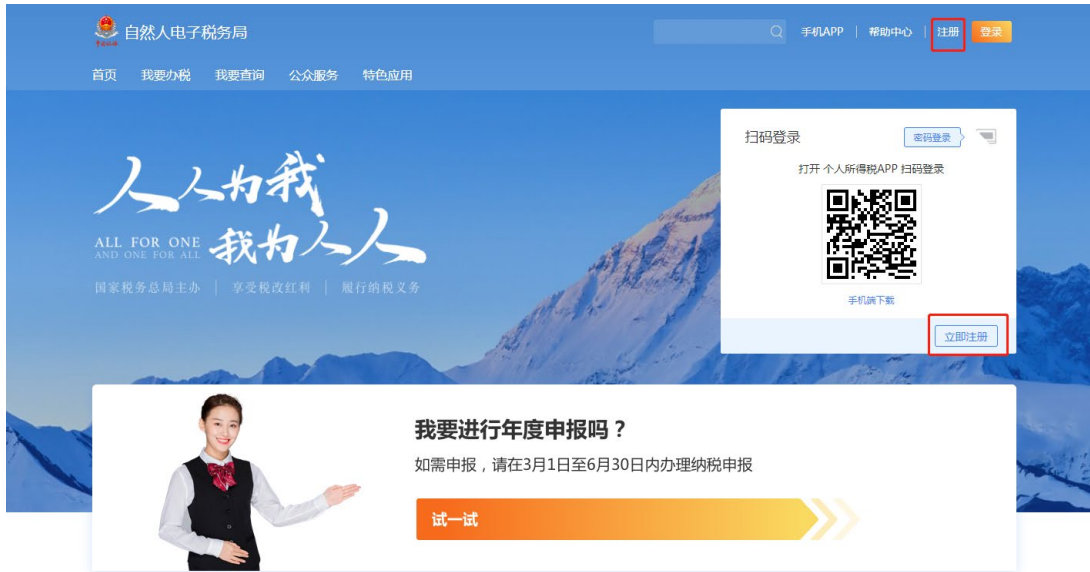 自然人电子税务局
手机APP | 帮助中心 | 注册 登录
首页 我要办税 我要查询 公众服务 特色应用
扫码登录 密码登录
打开 个人所得税APP 扫码登录
手机端下载
立即注册
人人为我
ALL FOR ONE
AND ONE FOR ALL
我为人人
国家税务总局主办 | 享受税改红利 | 履行纳税义务
我要进行年度申报吗？
如需申报，请在3月1日至6月30日内办理纳税申报
试一试